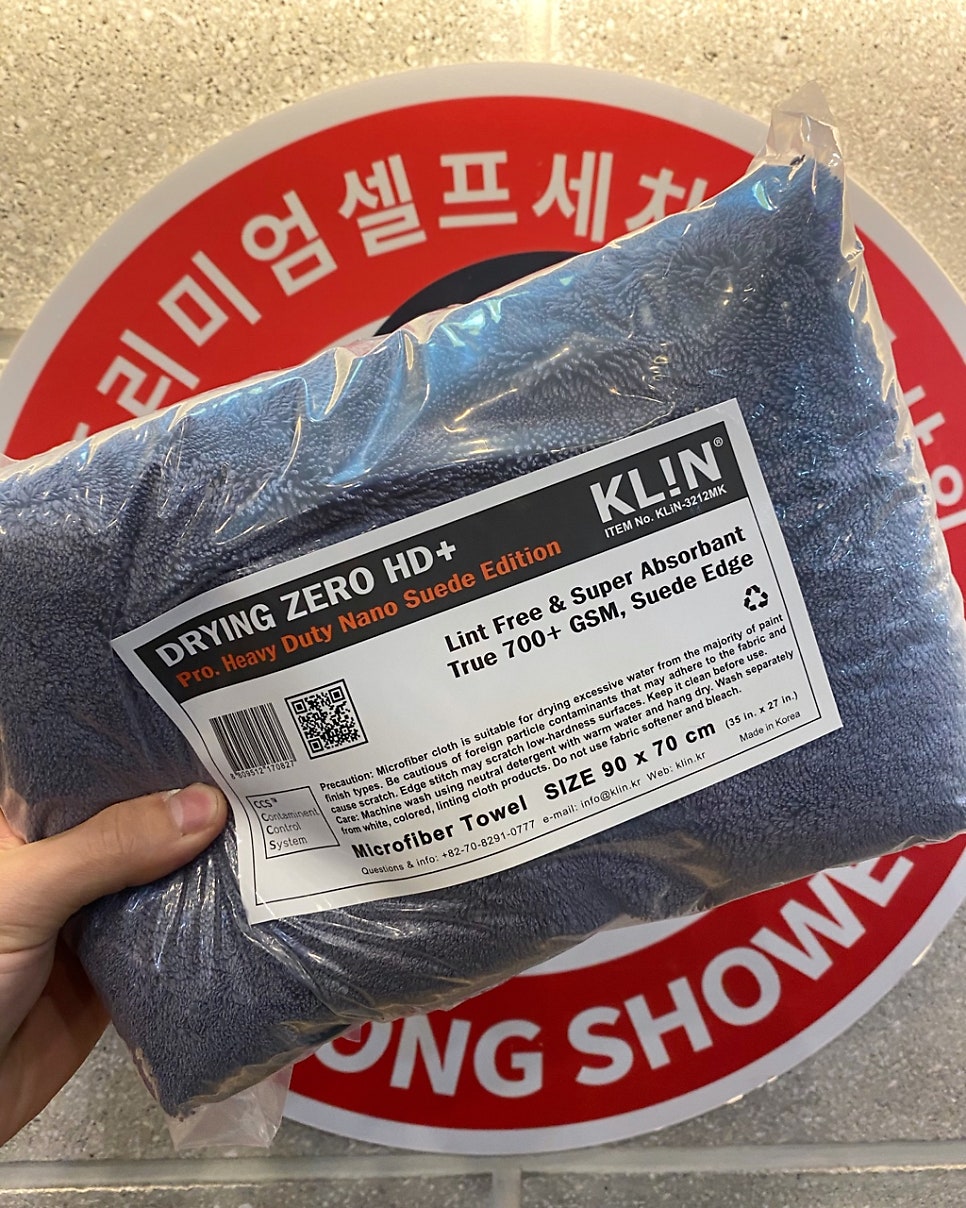 리미엄셀프세차
KL!N®
ITEM No. KLiN-3212MK
DRYING ZERO HD+
Pro. Heavy Duty Nano Suede Edition
Lint Free & Super Absorbant
True 700+ GSM, Suede Edge
8 809512 170827
Precaution: Microfiber cloth is suitable for drying excessive water from the majority of paint
finish types. Be cautious of foreign particle contaminants that may adhere to the fabric and
cause scratch. Edge stitch may scratch low-hardness surfaces. Keep it clean before use.
Care: Machine wash using neutral detergent with warm water and hang dry. Wash separately
from white, colored, linting cloth products. Do not use fabric softener and bleach.
CCS™
Contaminent
Control
System
Microfiber Towel SIZE 90 x 70 cm (35 in. x 27 in.)
Questions & info: +82-70-8291-0777 e-mail: info@klin.kr Web: klin.kr
Made in Korea
ONG SHOWE